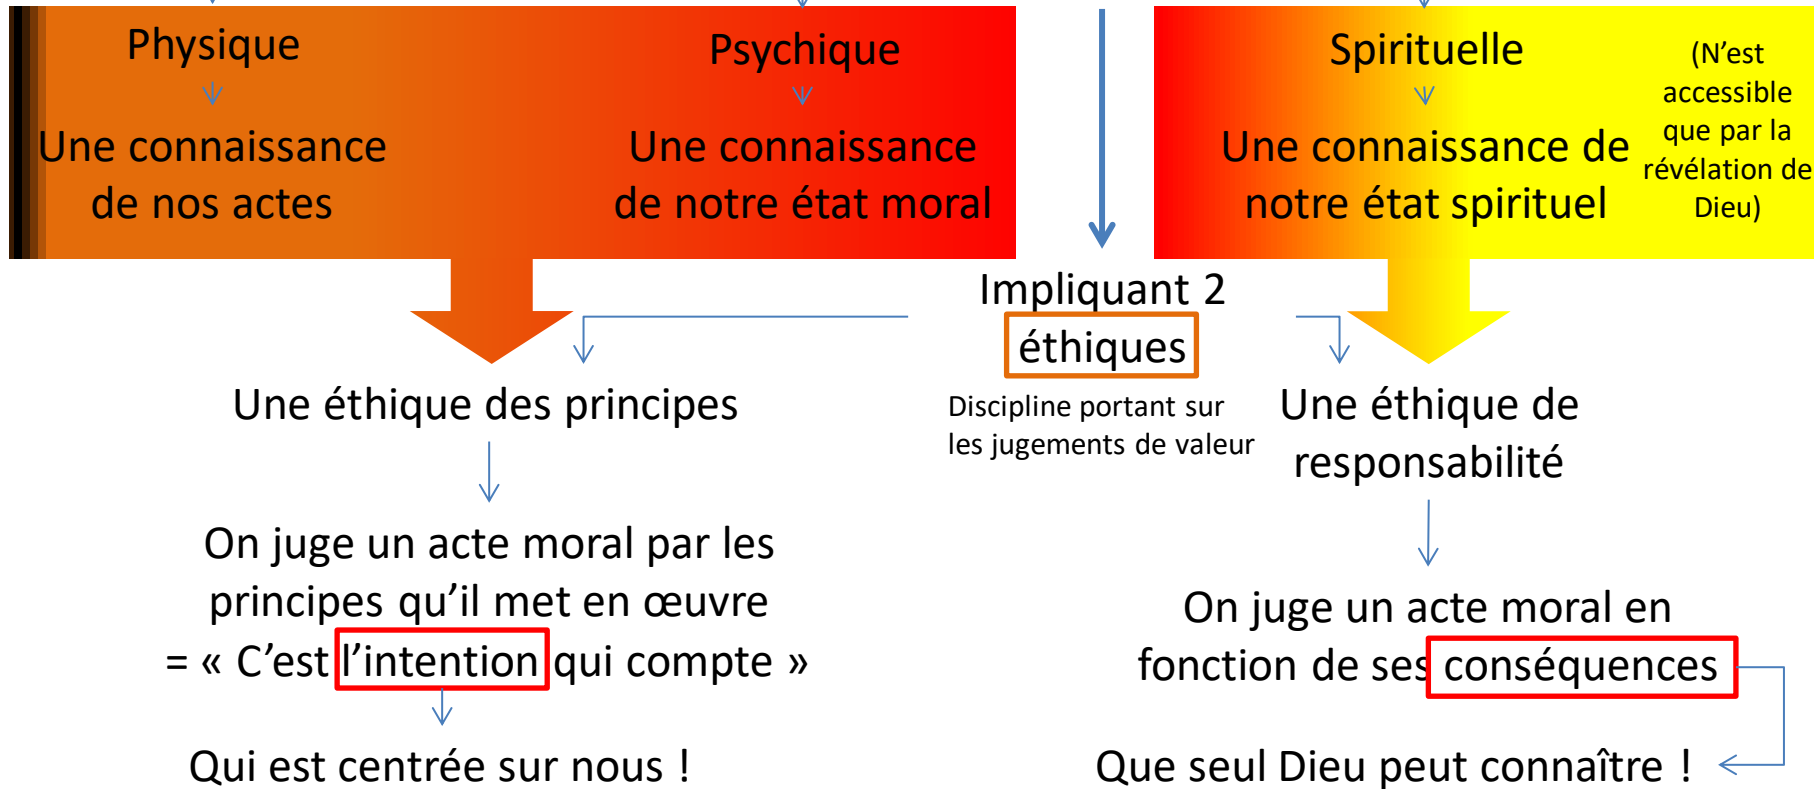 Physique
Une connaissance
de nos actes
Psychique
Une connaissance
de notre état moral
Spirituelle
Une connaissance de
notre état spirituel
(N’est
accessible
que par la
révélation de
Dieu)
Impliquant 2
éthiques
Discipline portant sur
les jugements de valeur
Une éthique des principes
On juge un acte moral par les
principes qu’il met en œuvre
= « C’est l’intention qui compte »
Qui est centrée sur nous !
Une éthique de
responsabilité
On juge un acte moral en
fonction de ses conséquences
Que seul Dieu peut connaître !